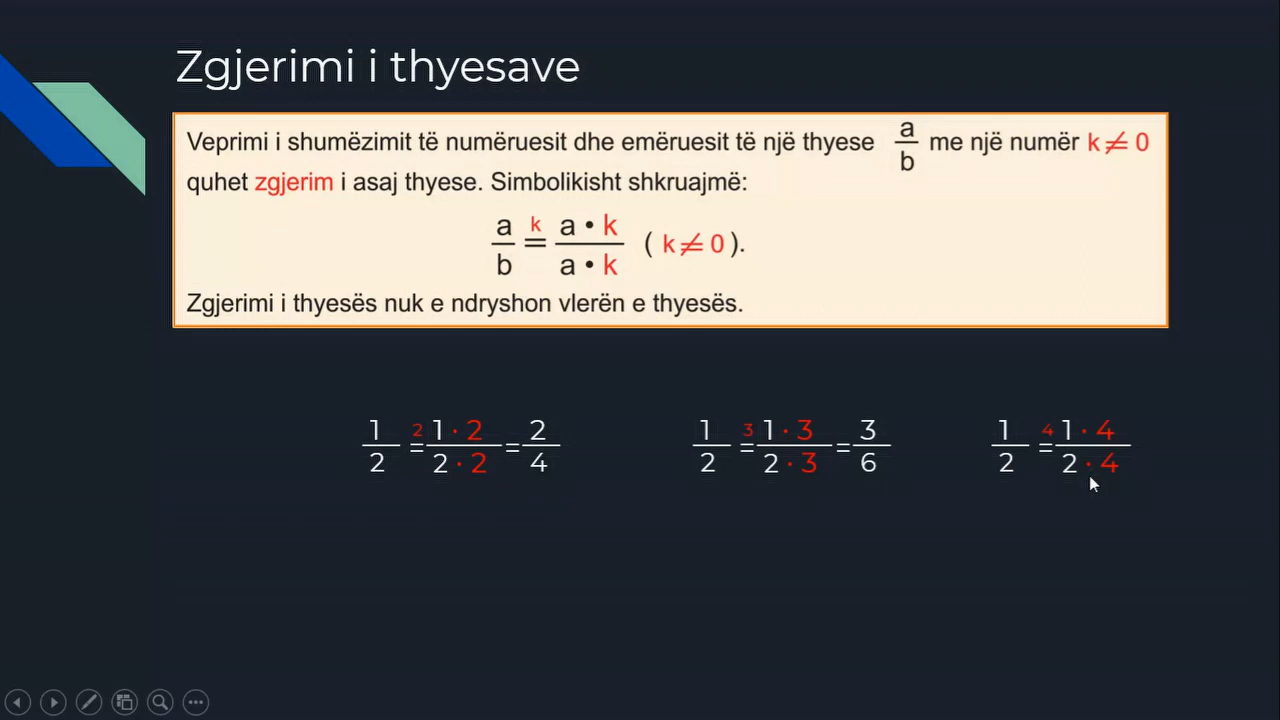 Zgjerimi i thyesave
Veprimi i shumëzimit të numëruesit dhe emëruesit të një thyese a/b me një numër k ≠ 0
quhet zgjerim i asaj thyese. Simbolikisht shkruajmë:
a/b =^k (a • k)/(a • k) ( k ≠ 0 ).
Zgjerimi i thyesës nuk e ndryshon vlerën e thyesës.
1/2 =^2 (1 · 2)/(2 · 2) = 2/4 1/2 =^3 (1 · 3)/(2 · 3) = 3/6 1/2 =^4 (1 · 4)/(2 · 4)